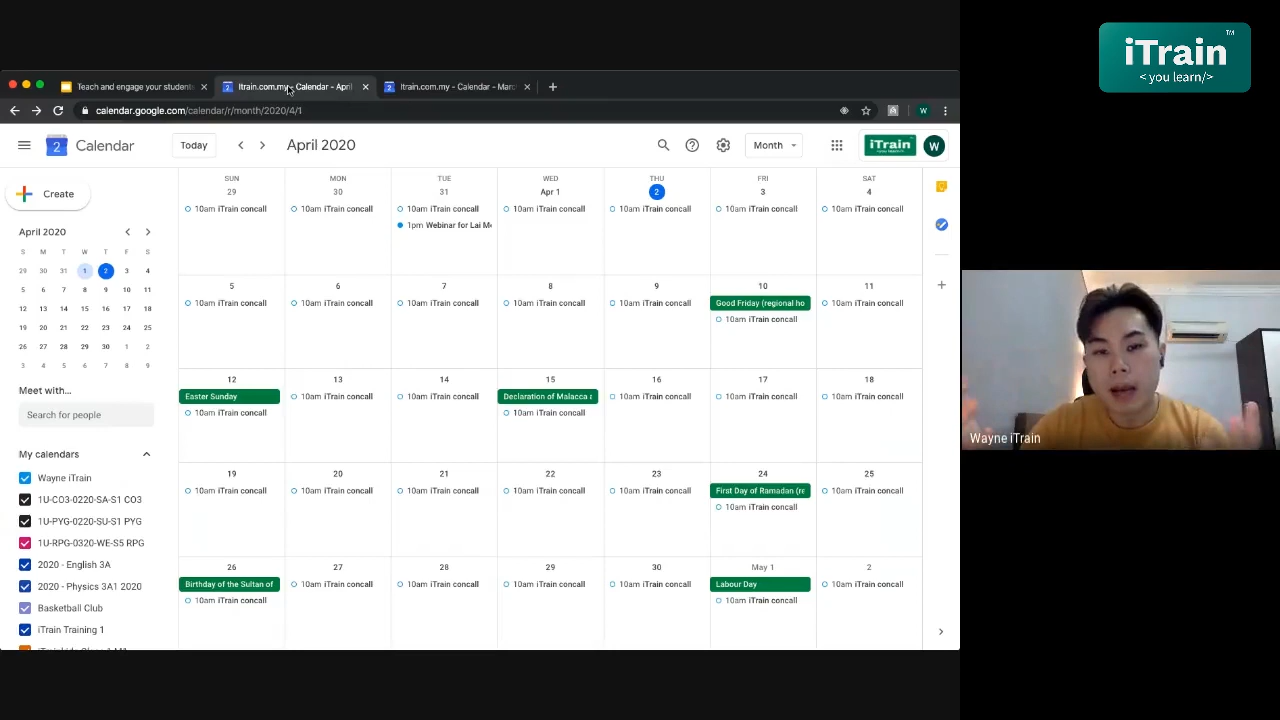 iTrain™
< you learn/>
Teach and engage your students
Itrain.com.my - Calendar - April
Itrain.com.my - Calendar - Marc
calendar.google.com/calendar/r/month/2020/4/1
W
2 Calendar Today April 2020 Month iTrain W
Create
April 2020
S M T W T F S
29 30 31 1 2 3 4
5 6 7 8 9 10 11
12 13 14 15 16 17 18
19 20 21 22 23 24 25
26 27 28 29 30 1 2
3 4 5 6 7 8 9
Meet with...
Search for people
My calendars
Wayne iTrain
1U-CO3-0220-SA-S1 CO3
1U-PYG-0220-SU-S1 PYG
1U-RPG-0320-WE-S5 RPG
2020 - English 3A
2020 - Physics 3A1 2020
Basketball Club
iTrain Training 1
SUN MON TUE WED THU FRI SAT
29 30 31 Apr 1 2 3 4
10am iTrain concall 10am iTrain concall 10am iTrain concall 10am iTrain concall 10am iTrain concall 10am iTrain concall 10am iTrain concall
1pm Webinar for Lai M
5 6 7 8 9 10 11
10am iTrain concall 10am iTrain concall 10am iTrain concall 10am iTrain concall 10am iTrain concall Good Friday (regional ho 10am iTrain concall
10am iTrain concall
12 13 14 15 16 17 18
Easter Sunday 10am iTrain concall 10am iTrain concall Declaration of Malacca 10am iTrain concall 10am iTrain concall 10am iTrain concall
10am iTrain concall 10am iTrain concall
19 20 21 22 23 24 25
10am iTrain concall 10am iTrain concall 10am iTrain concall 10am iTrain concall 10am iTrain concall First Day of Ramadan (re 10am iTrain concall
10am iTrain concall
26 27 28 29 30 May 1 2
Birthday of the Sultan of 10am iTrain concall 10am iTrain concall 10am iTrain concall 10am iTrain concall Labour Day 10am iTrain concall
10am iTrain concall 10am iTrain concall
Wayne iTrain